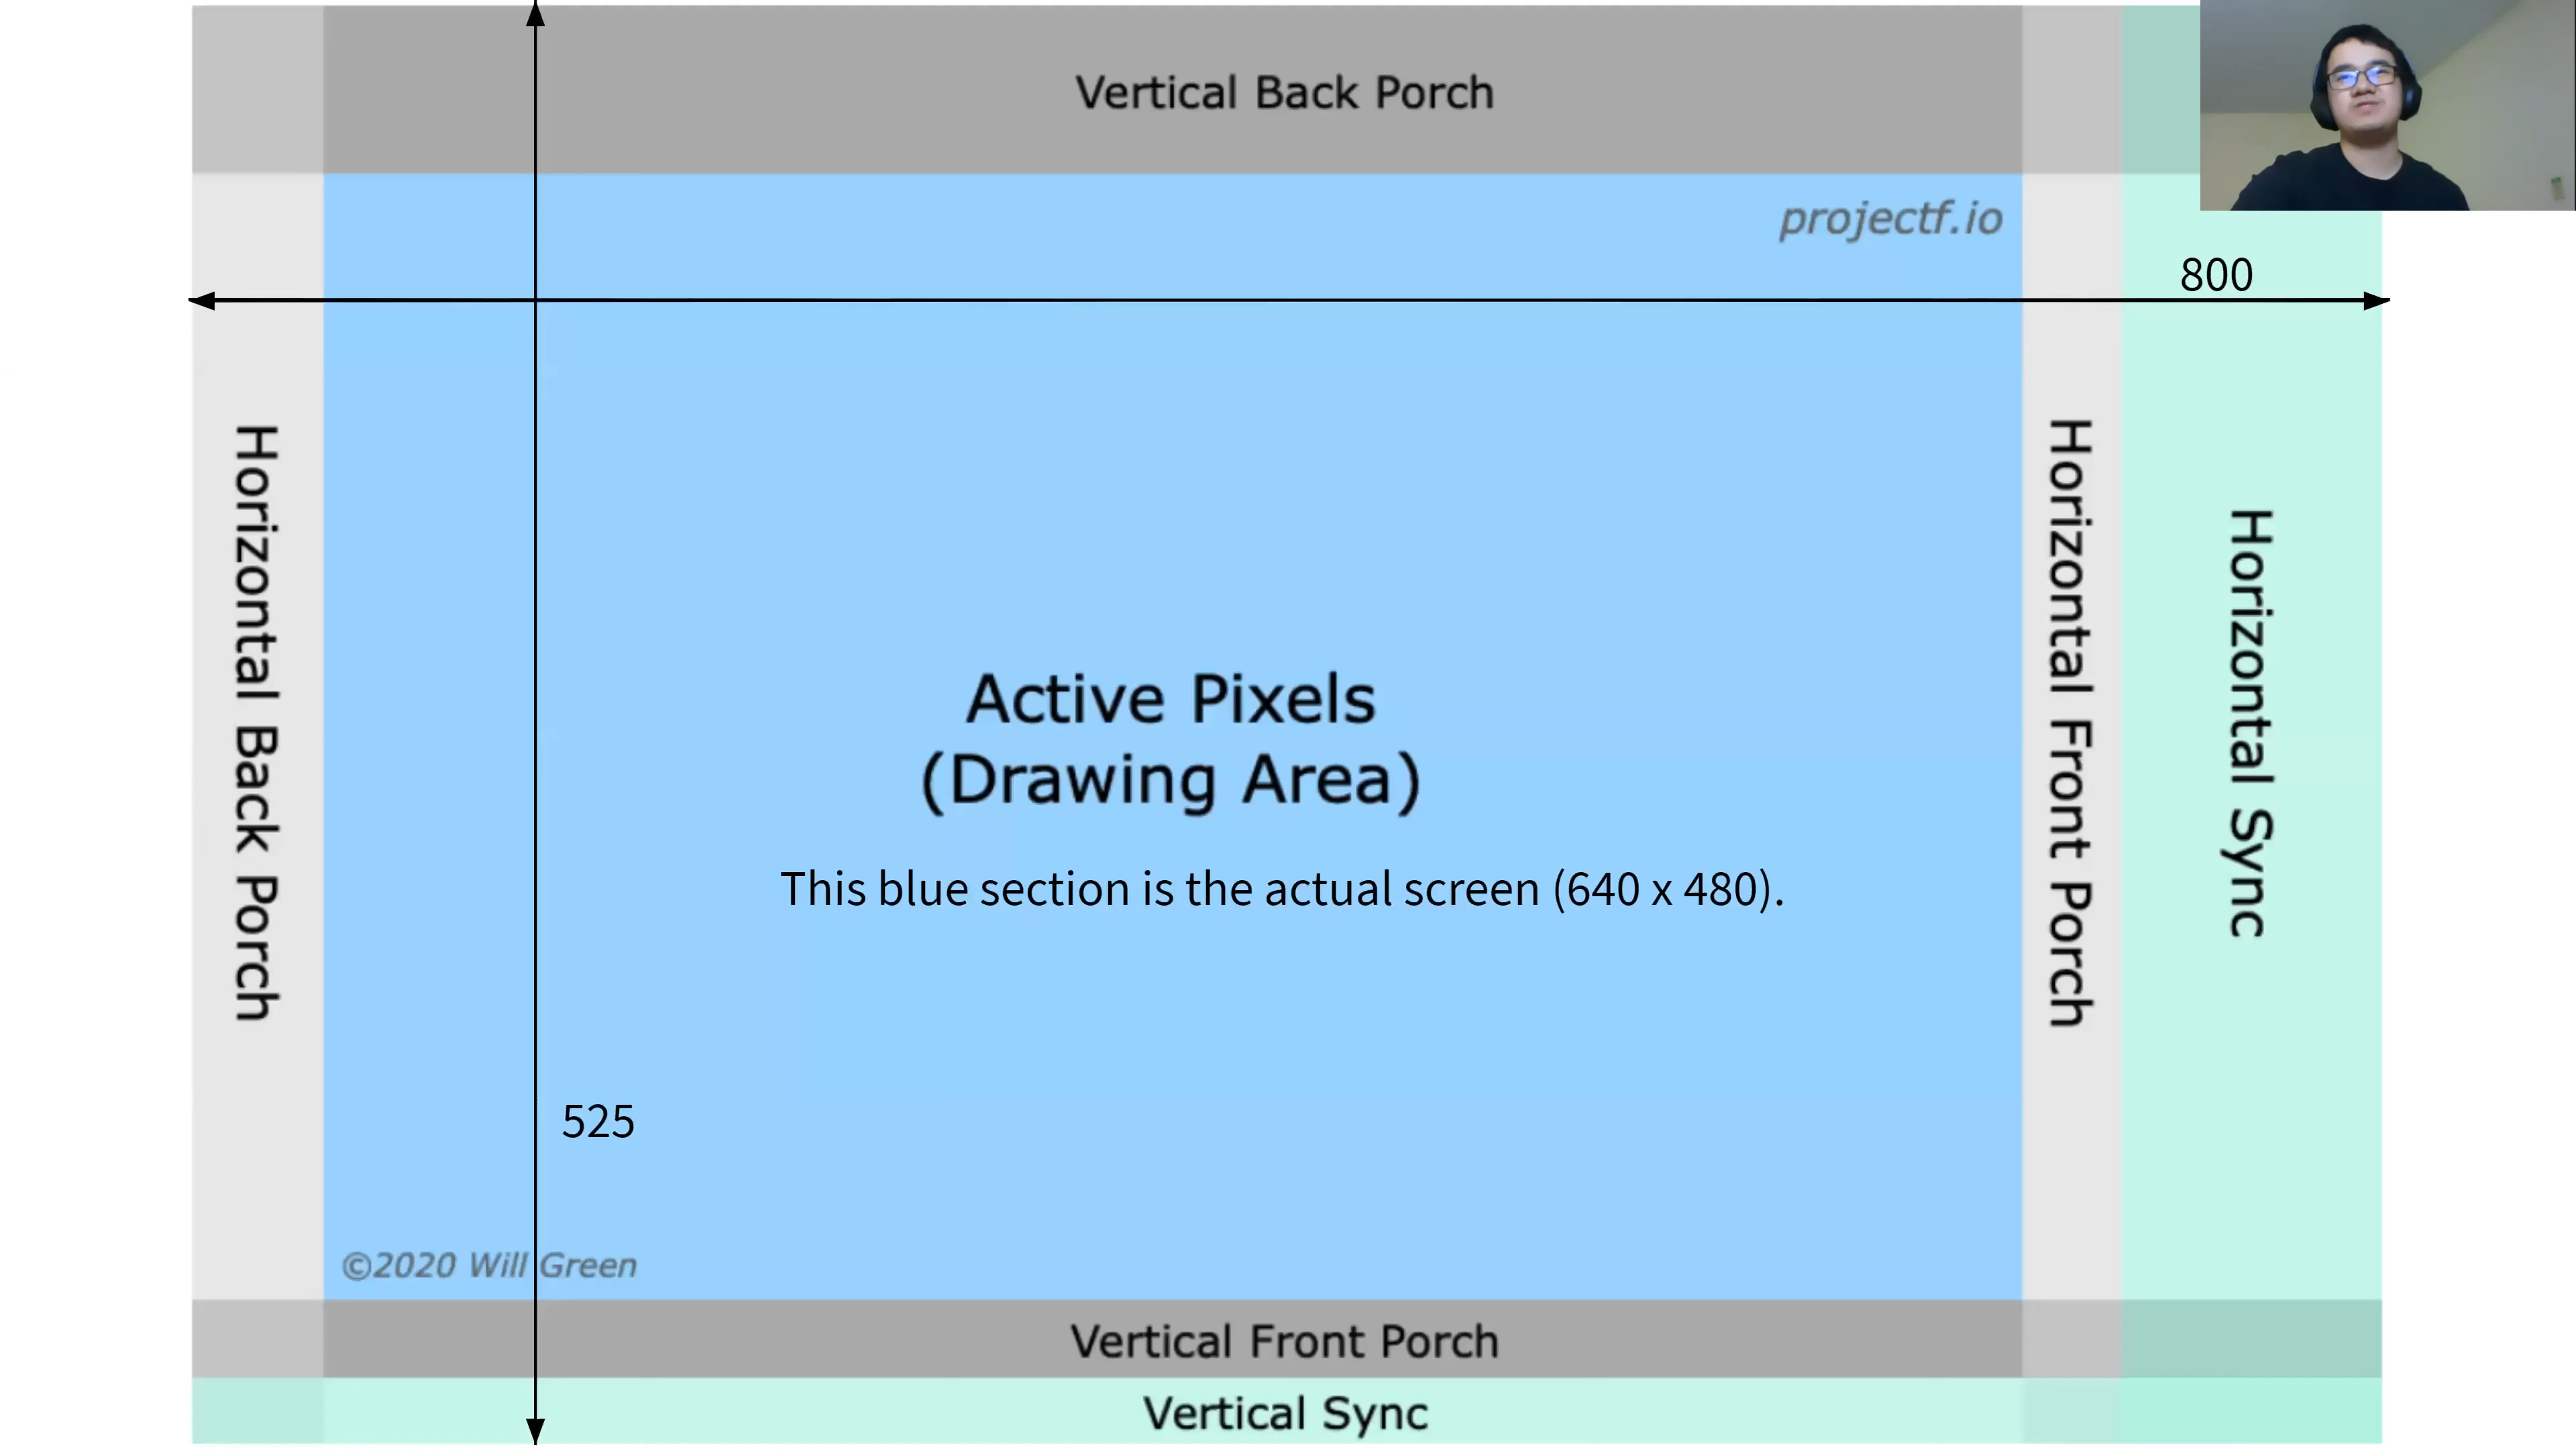 Vertical Back Porch
projectf.io
800
Horizontal Back Porch
Horizontal Front Porch
Horizontal Sync
Active Pixels
(Drawing Area)
This blue section is the actual screen (640 x 480).
525
©2020 Will Green
Vertical Front Porch
Vertical Sync